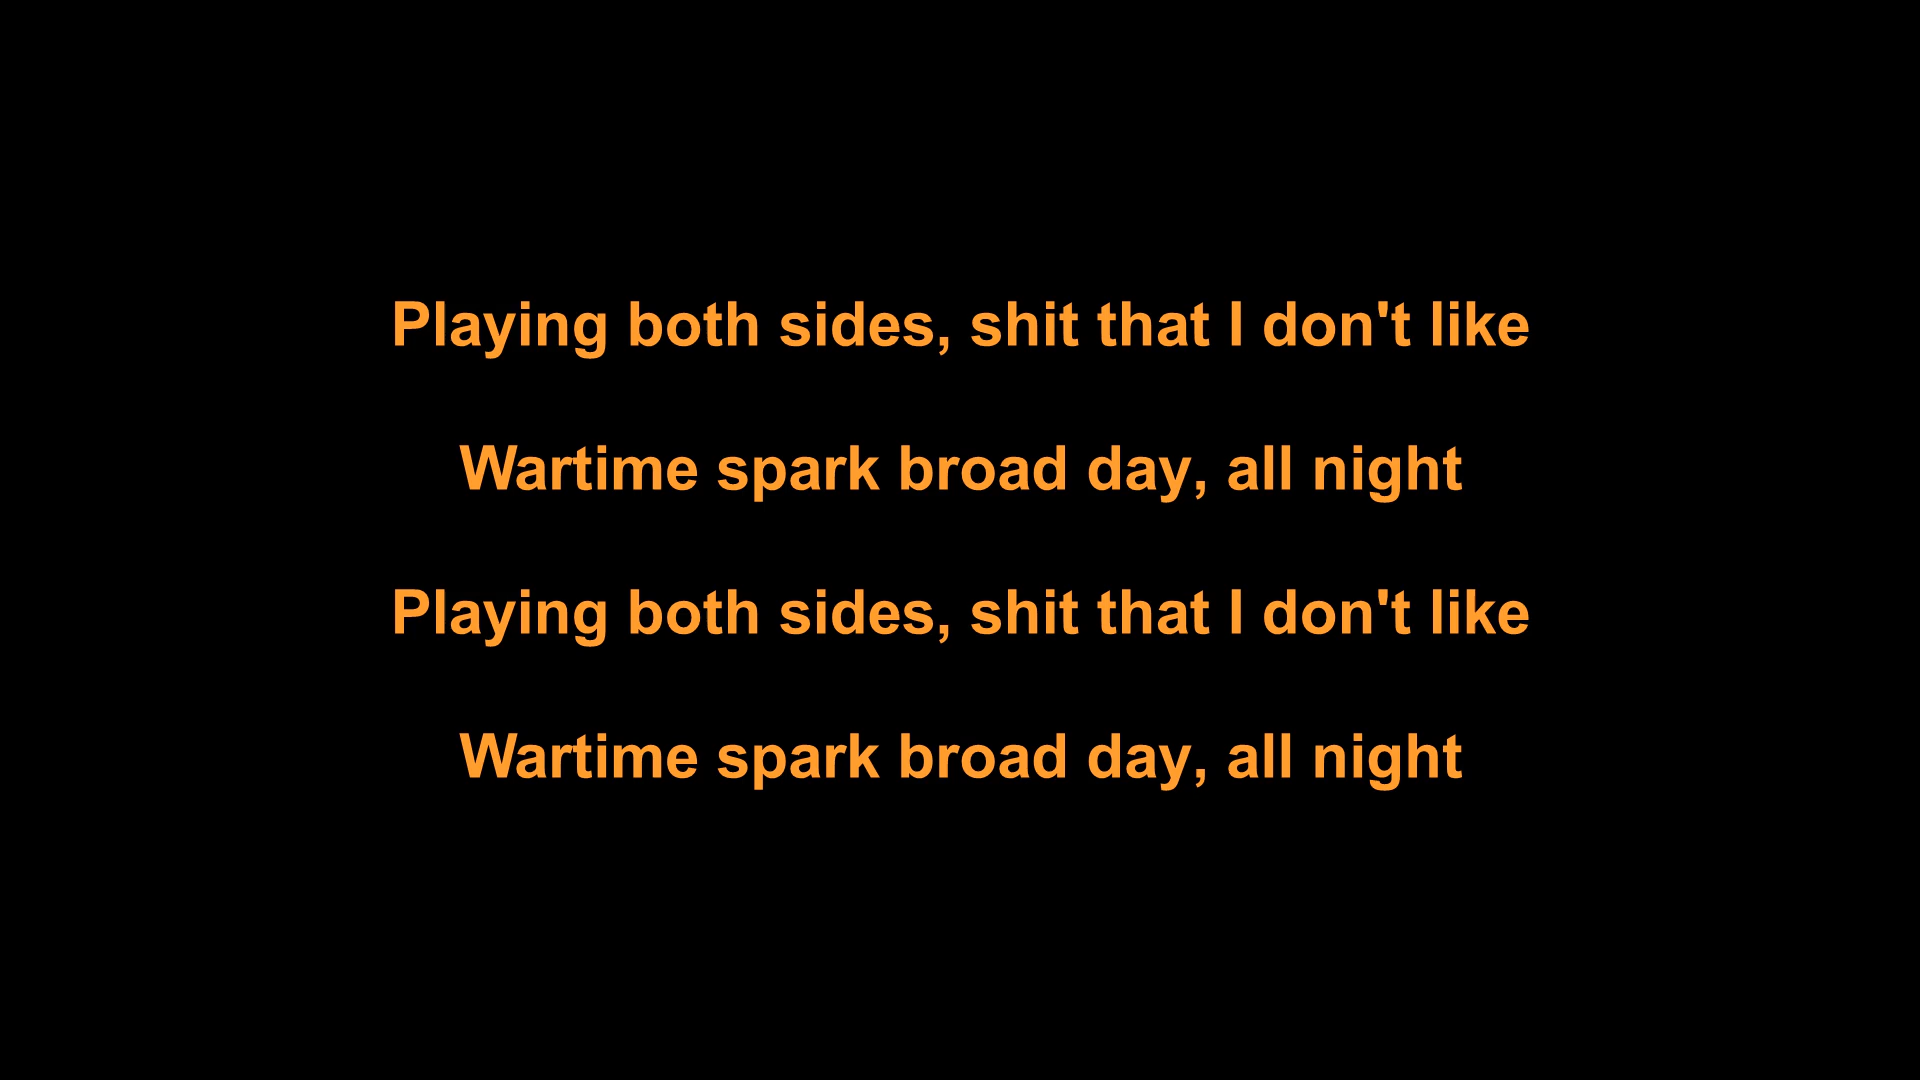 Playing both sides, shit that I don't like
Wartime spark broad day, all night
Playing both sides, shit that I don't like
Wartime spark broad day, all night